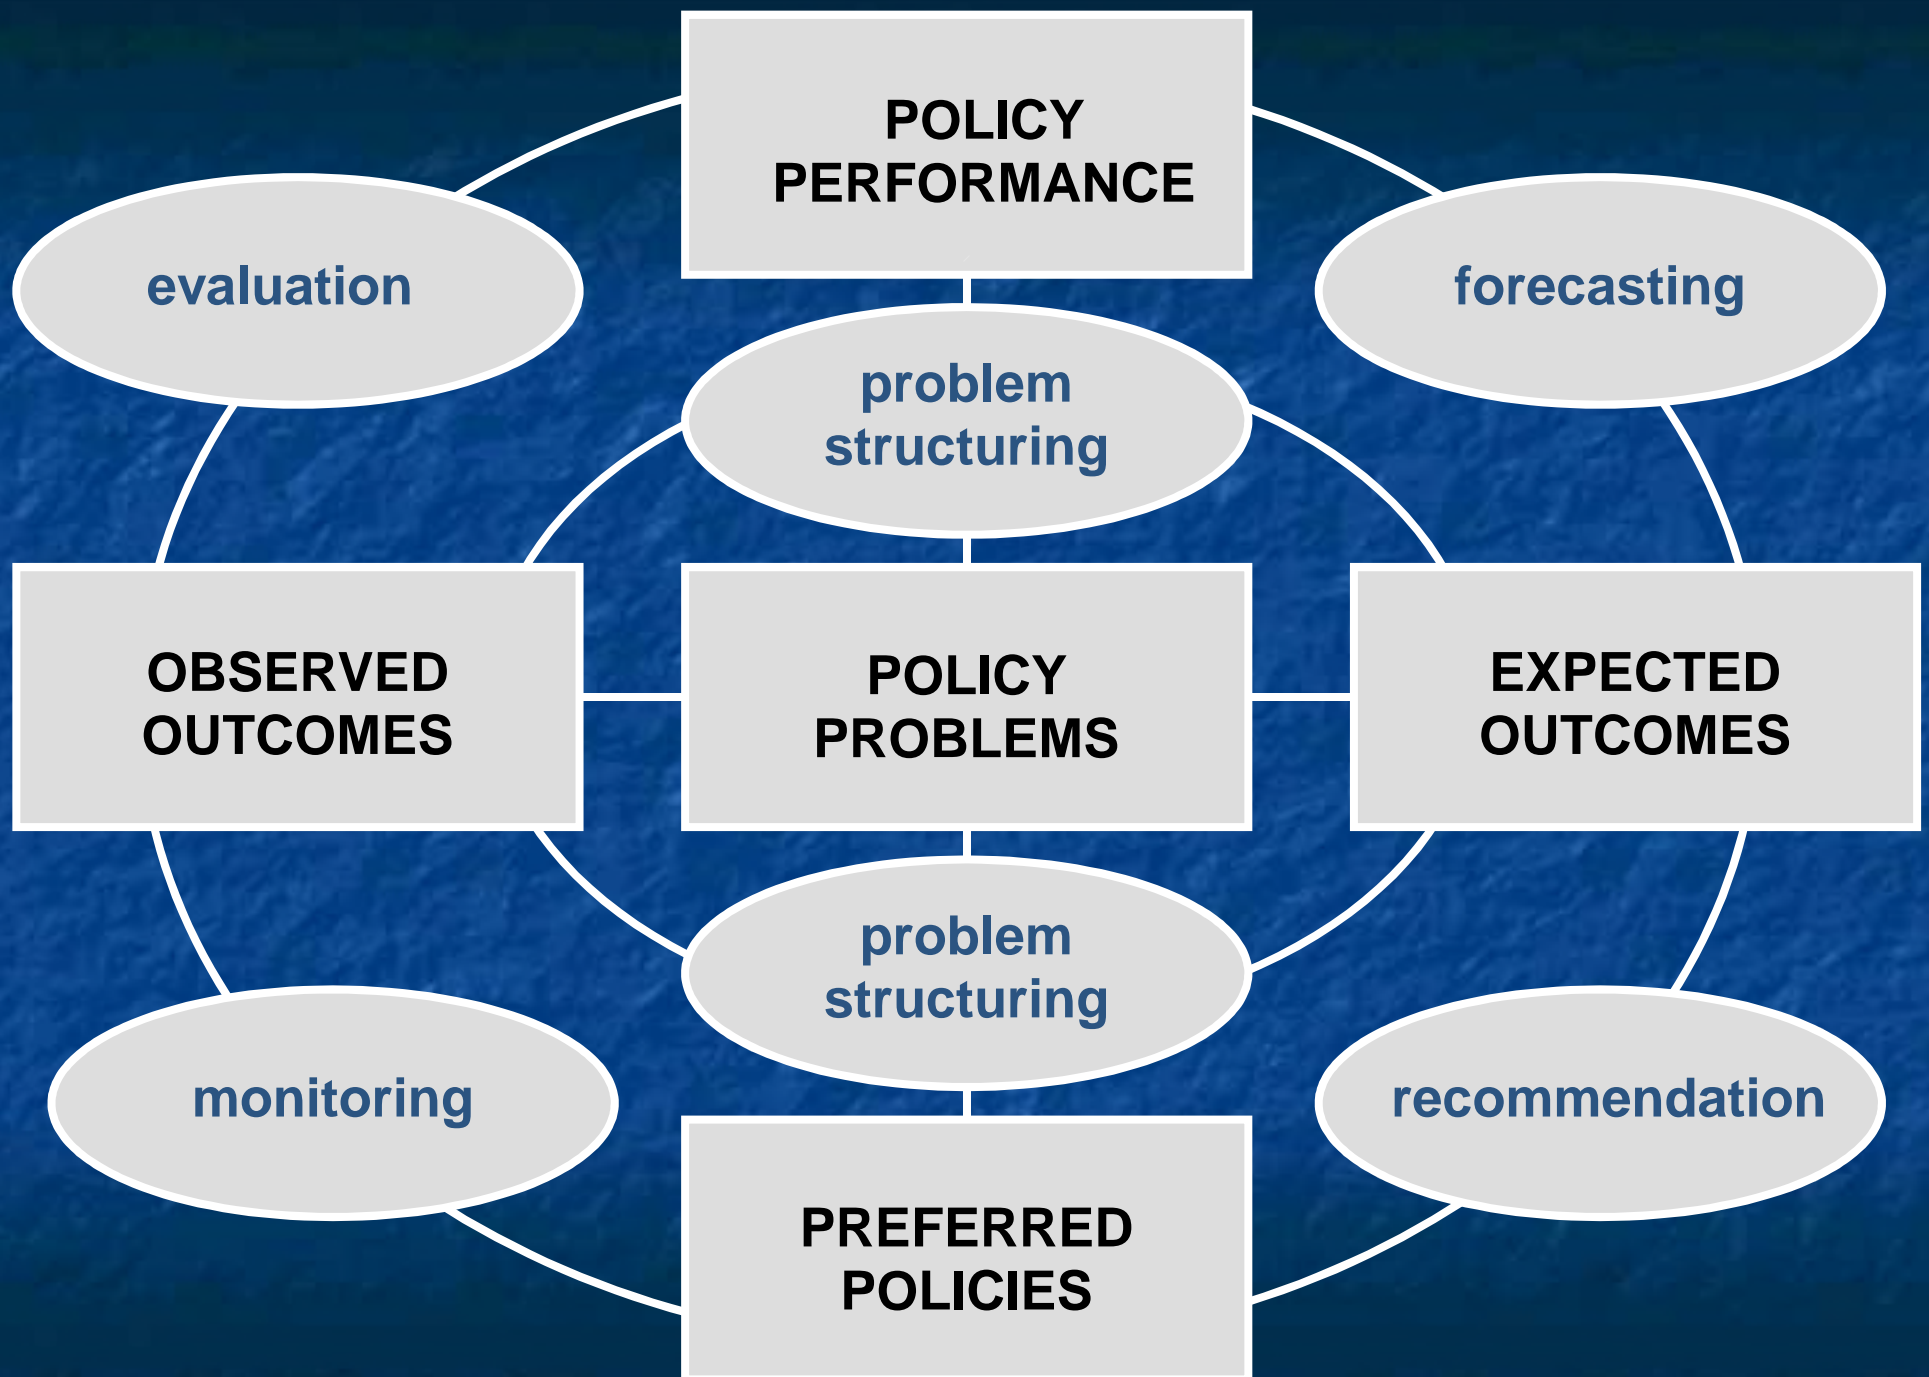 POLICY
PERFORMANCE
evaluation
forecasting
problem
structuring
OBSERVED
OUTCOMES
POLICY
PROBLEMS
EXPECTED
OUTCOMES
problem
structuring
monitoring
recommendation
PREFERRED
POLICIES